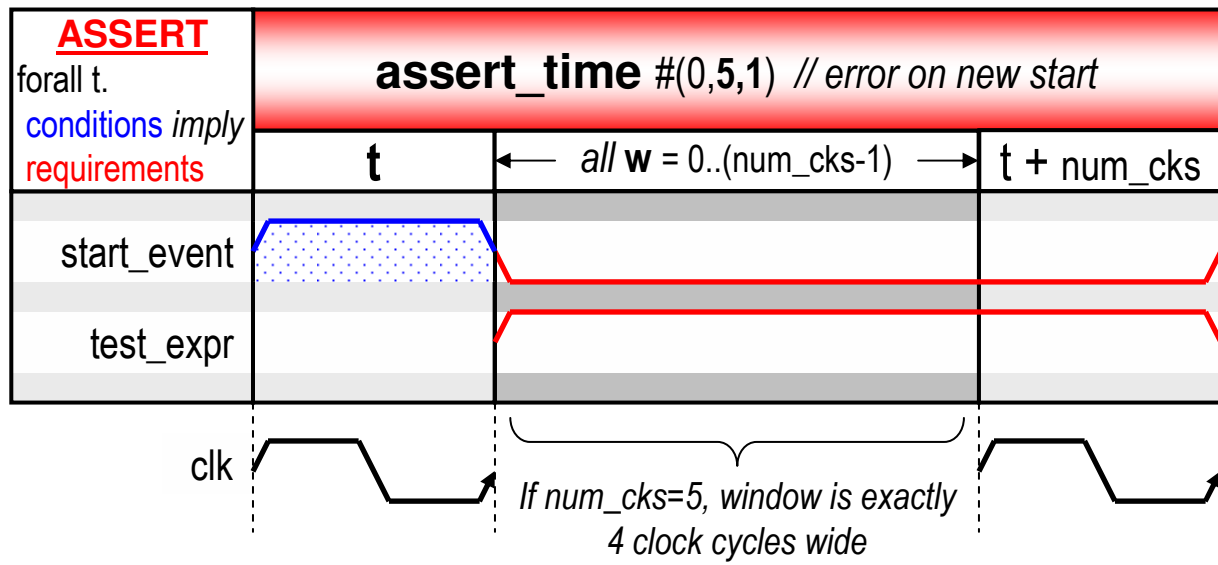 ASSERT
forall t.
conditions imply
requirements
assert_time #(0,5,1) // error on new start
t
all w = 0..(num_cks-1)
t + num_cks
start_event
test_expr
clk
If num_cks=5, window is exactly
4 clock cycles wide